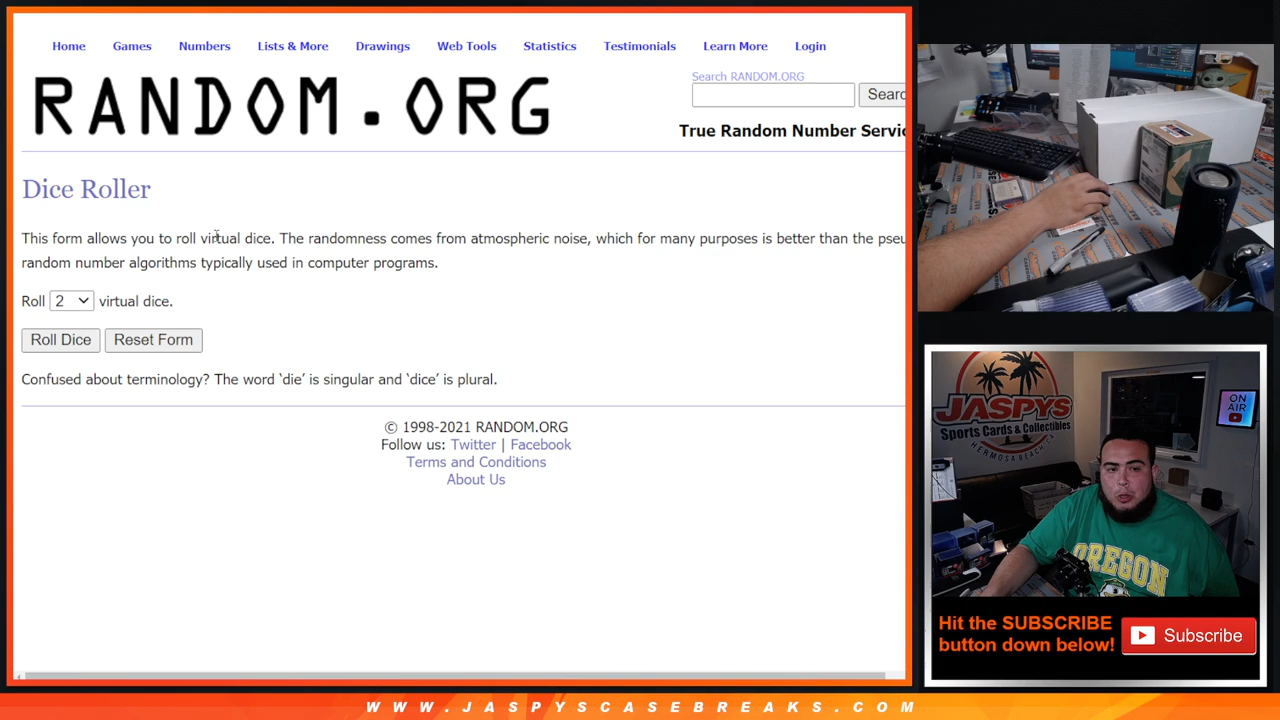 Home Games Numbers Lists & More Drawings Web Tools Statistics Testimonials Learn More Login
RANDOM.ORG
Search RANDOM.ORG
Searc
True Random Number Servic
Dice Roller
This form allows you to roll virtual dice. The randomness comes from atmospheric noise, which for many purposes is better than the pseu
random number algorithms typically used in computer programs.
Roll 2 virtual dice.
Roll Dice Reset Form
Confused about terminology? The word ‘die’ is singular and ‘dice’ is plural.
© 1998-2021 RANDOM.ORG
Follow us: Twitter | Facebook
Terms and Conditions
About Us
JASPYS
Sports Cards & Collectibles
HERMOSA BEACH, CA
ON
AIR
OREGON
Hit the SUBSCRIBE
button down below!
Subscribe
WWW.JASPYSCASEBREAKS.COM